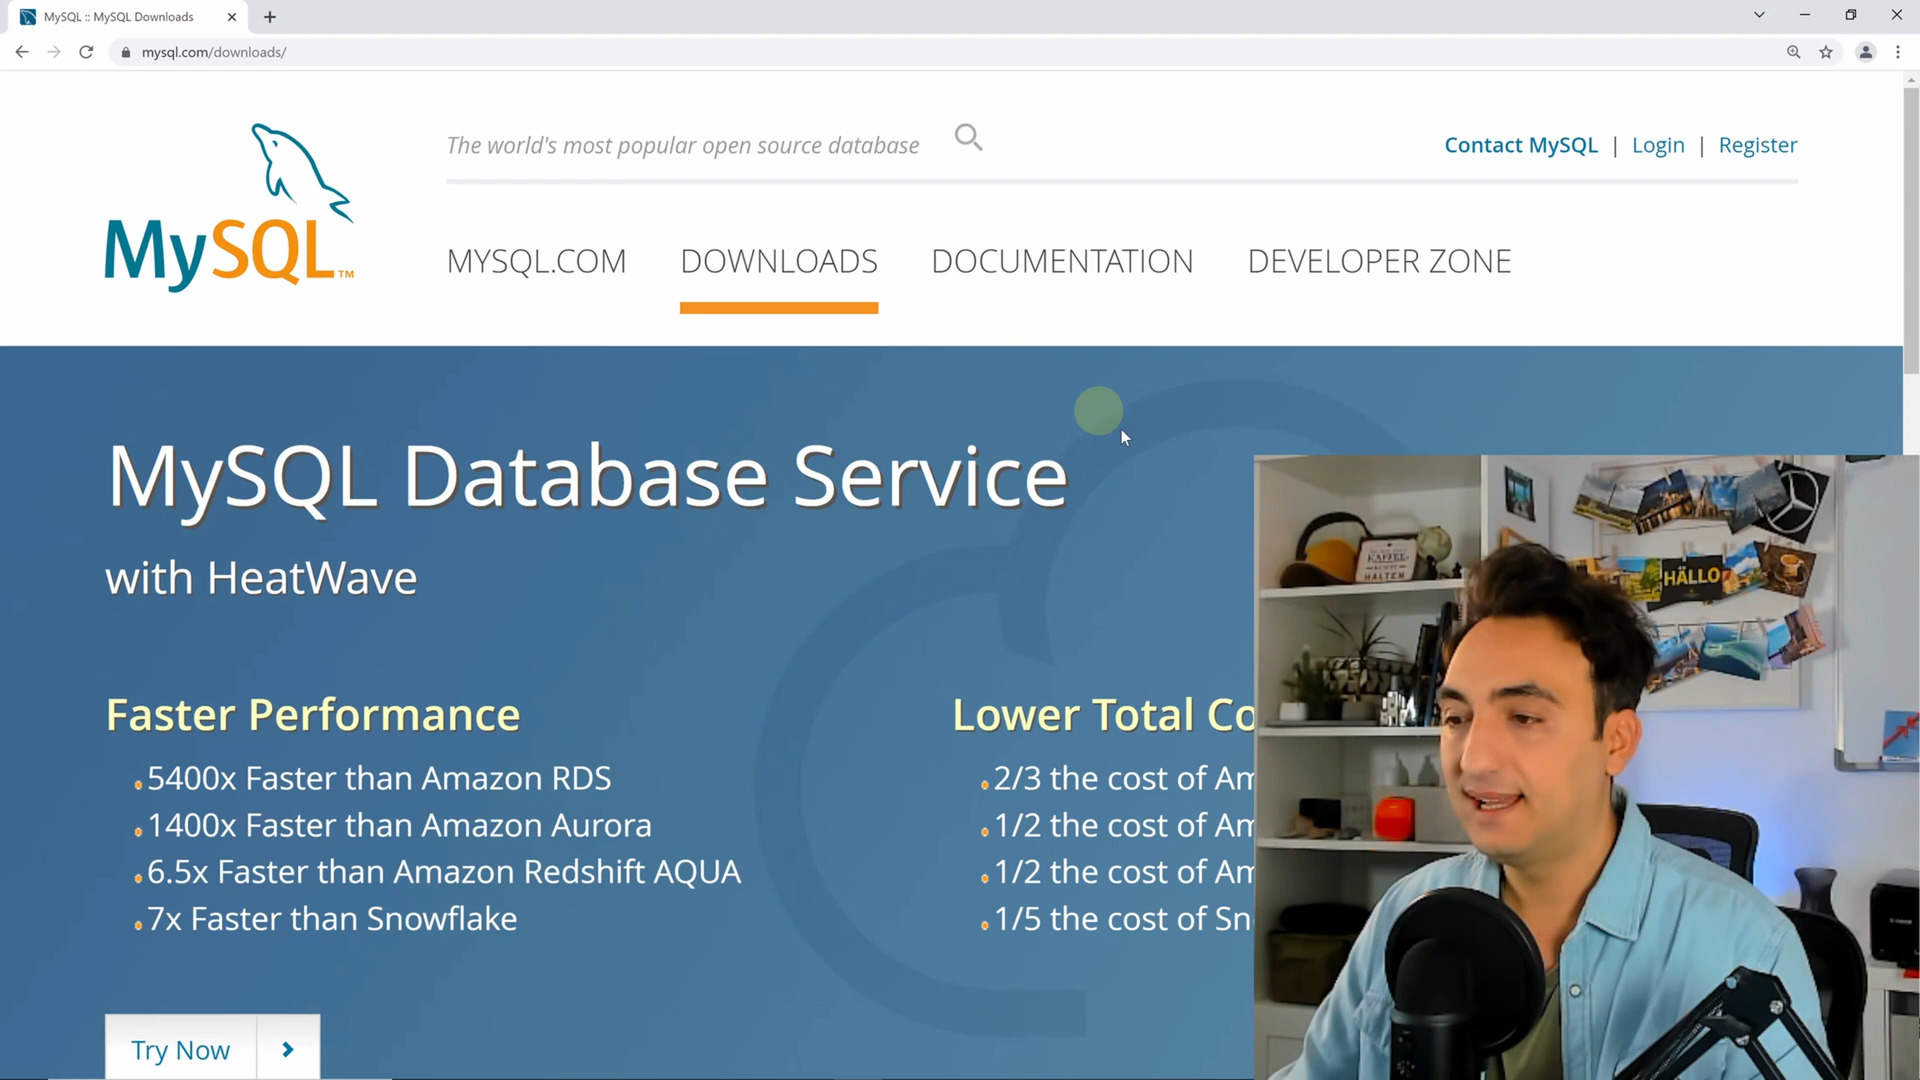 MySQL :: MySQL Downloads
mysql.com/downloads/
The world's most popular open source database
Contact MySQL | Login | Register
MySQL™
MYSQL.COM
DOWNLOADS
DOCUMENTATION
DEVELOPER ZONE
MySQL Database Service
with HeatWave
Faster Performance
5400x Faster than Amazon RDS
1400x Faster than Amazon Aurora
6.5x Faster than Amazon Redshift AQUA
7x Faster than Snowflake
Lower Total Co
2/3 the cost of Am
1/2 the cost of Am
1/2 the cost of Am
1/5 the cost of Sn
Try Now
KAFFEE
HALTEN
HÄLLO